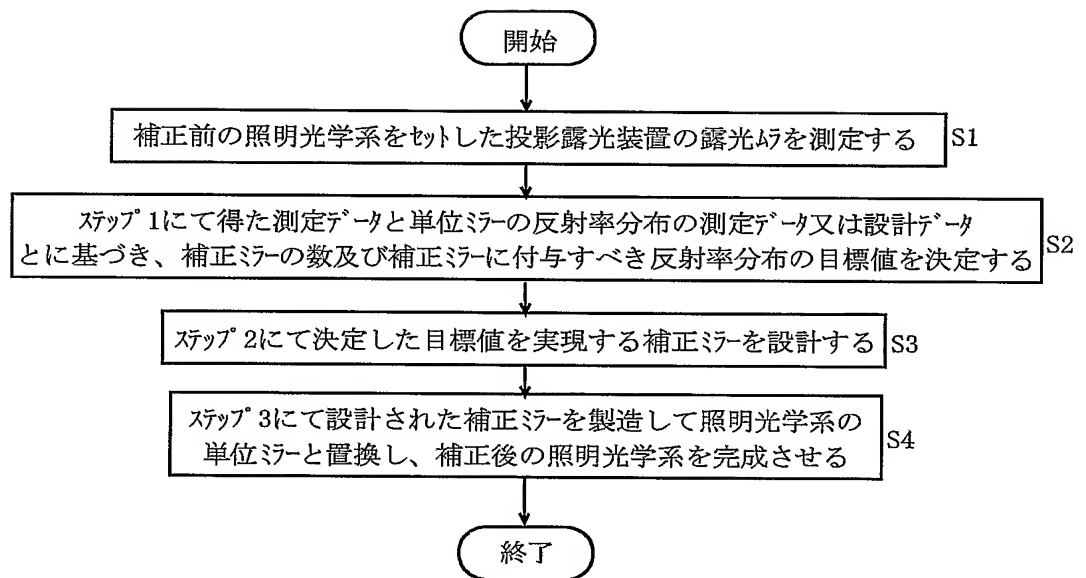 開始
補正前の照明光学系をｾｯﾄした投影露光装置の露光ﾑﾗを測定する
S1
ｽﾃｯﾌﾟ1にて得た測定ﾃﾞｰﾀと単位ﾐﾗｰの反射率分布の測定ﾃﾞｰﾀ又は設計ﾃﾞｰﾀ
とに基づき、補正ﾐﾗｰの数及び補正ﾐﾗｰに付与すべき反射率分布の目標値を決定する
S2
ｽﾃｯﾌﾟ2にて決定した目標値を実現する補正ﾐﾗｰを設計する
S3
ｽﾃｯﾌﾟ3にて設計された補正ﾐﾗｰを製造して照明光学系の
単位ﾐﾗｰと置換し、補正後の照明光学系を完成させる
S4
終了